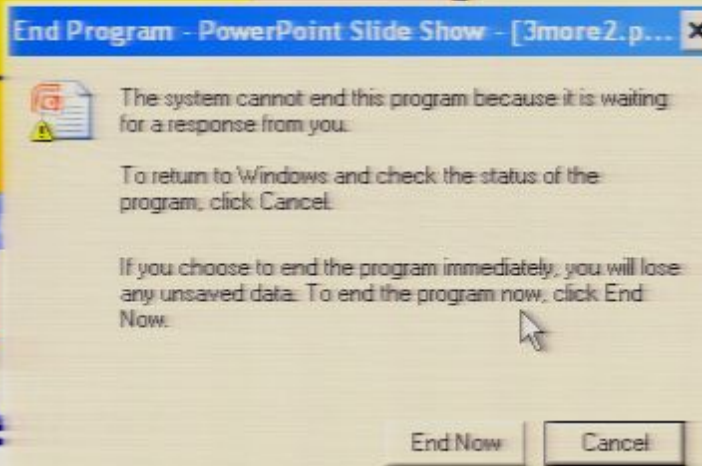 End Program - PowerPoint Slide Show - [3more2.p...
The system cannot end this program because it is waiting
for a response from you.
To return to Windows and check the status of the
program, click Cancel.
If you choose to end the program immediately, you will lose
any unsaved data. To end the program now, click End
Now.
End Now Cancel